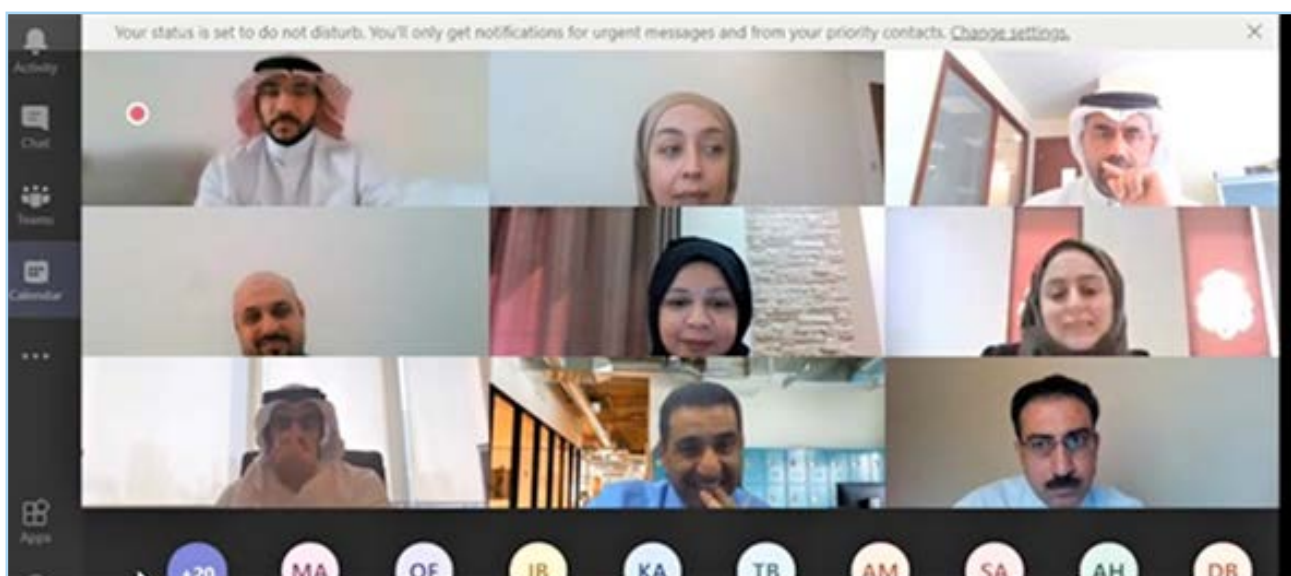 Your status is set to do not disturb. You'll only get notifications for urgent messages and from your priority contacts. Change settings.
Activity
Chat
Teams
Calendar
Apps
+20 MA OF JB KA TB AM SA AH DB